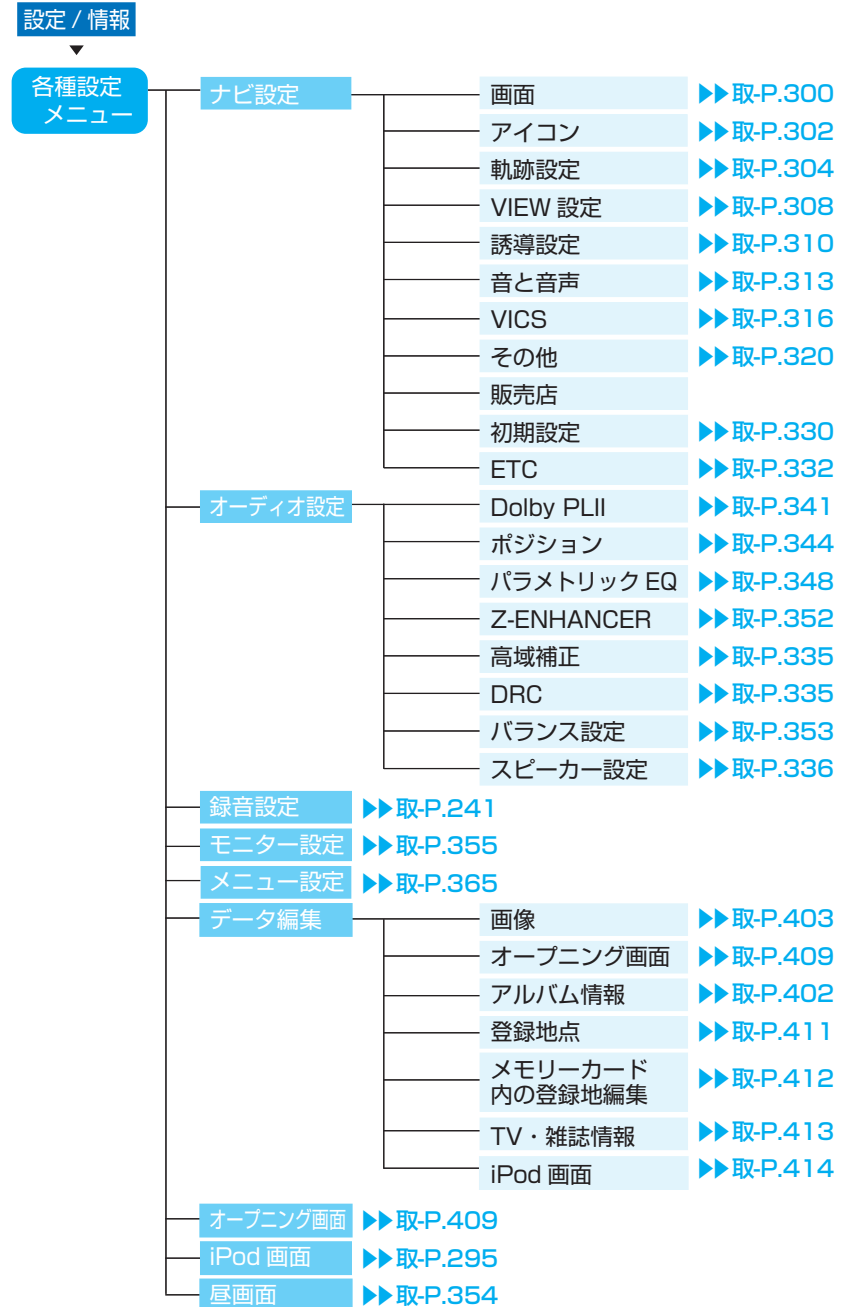 設定 / 情報
▼
各種設定
メニュー
ナビ設定
画面 ▶▶取-P.300
アイコン ▶▶取-P.302
軌跡設定 ▶▶取-P.304
VIEW 設定 ▶▶取-P.308
誘導設定 ▶▶取-P.310
音と音声 ▶▶取-P.313
VICS ▶▶取-P.316
その他 ▶▶取-P.320
販売店
初期設定 ▶▶取-P.330
ETC ▶▶取-P.332
オーディオ設定
Dolby PLII ▶▶取-P.341
ポジション ▶▶取-P.344
パラメトリック EQ ▶▶取-P.348
Z-ENHANCER ▶▶取-P.352
高域補正 ▶▶取-P.335
DRC ▶▶取-P.335
バランス設定 ▶▶取-P.353
スピーカー設定 ▶▶取-P.336
録音設定 ▶▶取-P.241
モニター設定 ▶▶取-P.355
メニュー設定 ▶▶取-P.365
データ編集
画像 ▶▶取-P.403
オープニング画面 ▶▶取-P.409
アルバム情報 ▶▶取-P.402
登録地点 ▶▶取-P.411
メモリーカード
内の登録地編集 ▶▶取-P.412
TV・雑誌情報 ▶▶取-P.413
iPod 画面 ▶▶取-P.414
オープニング画面 ▶▶取-P.409
iPod 画面 ▶▶取-P.295
昼画面 ▶▶取-P.354